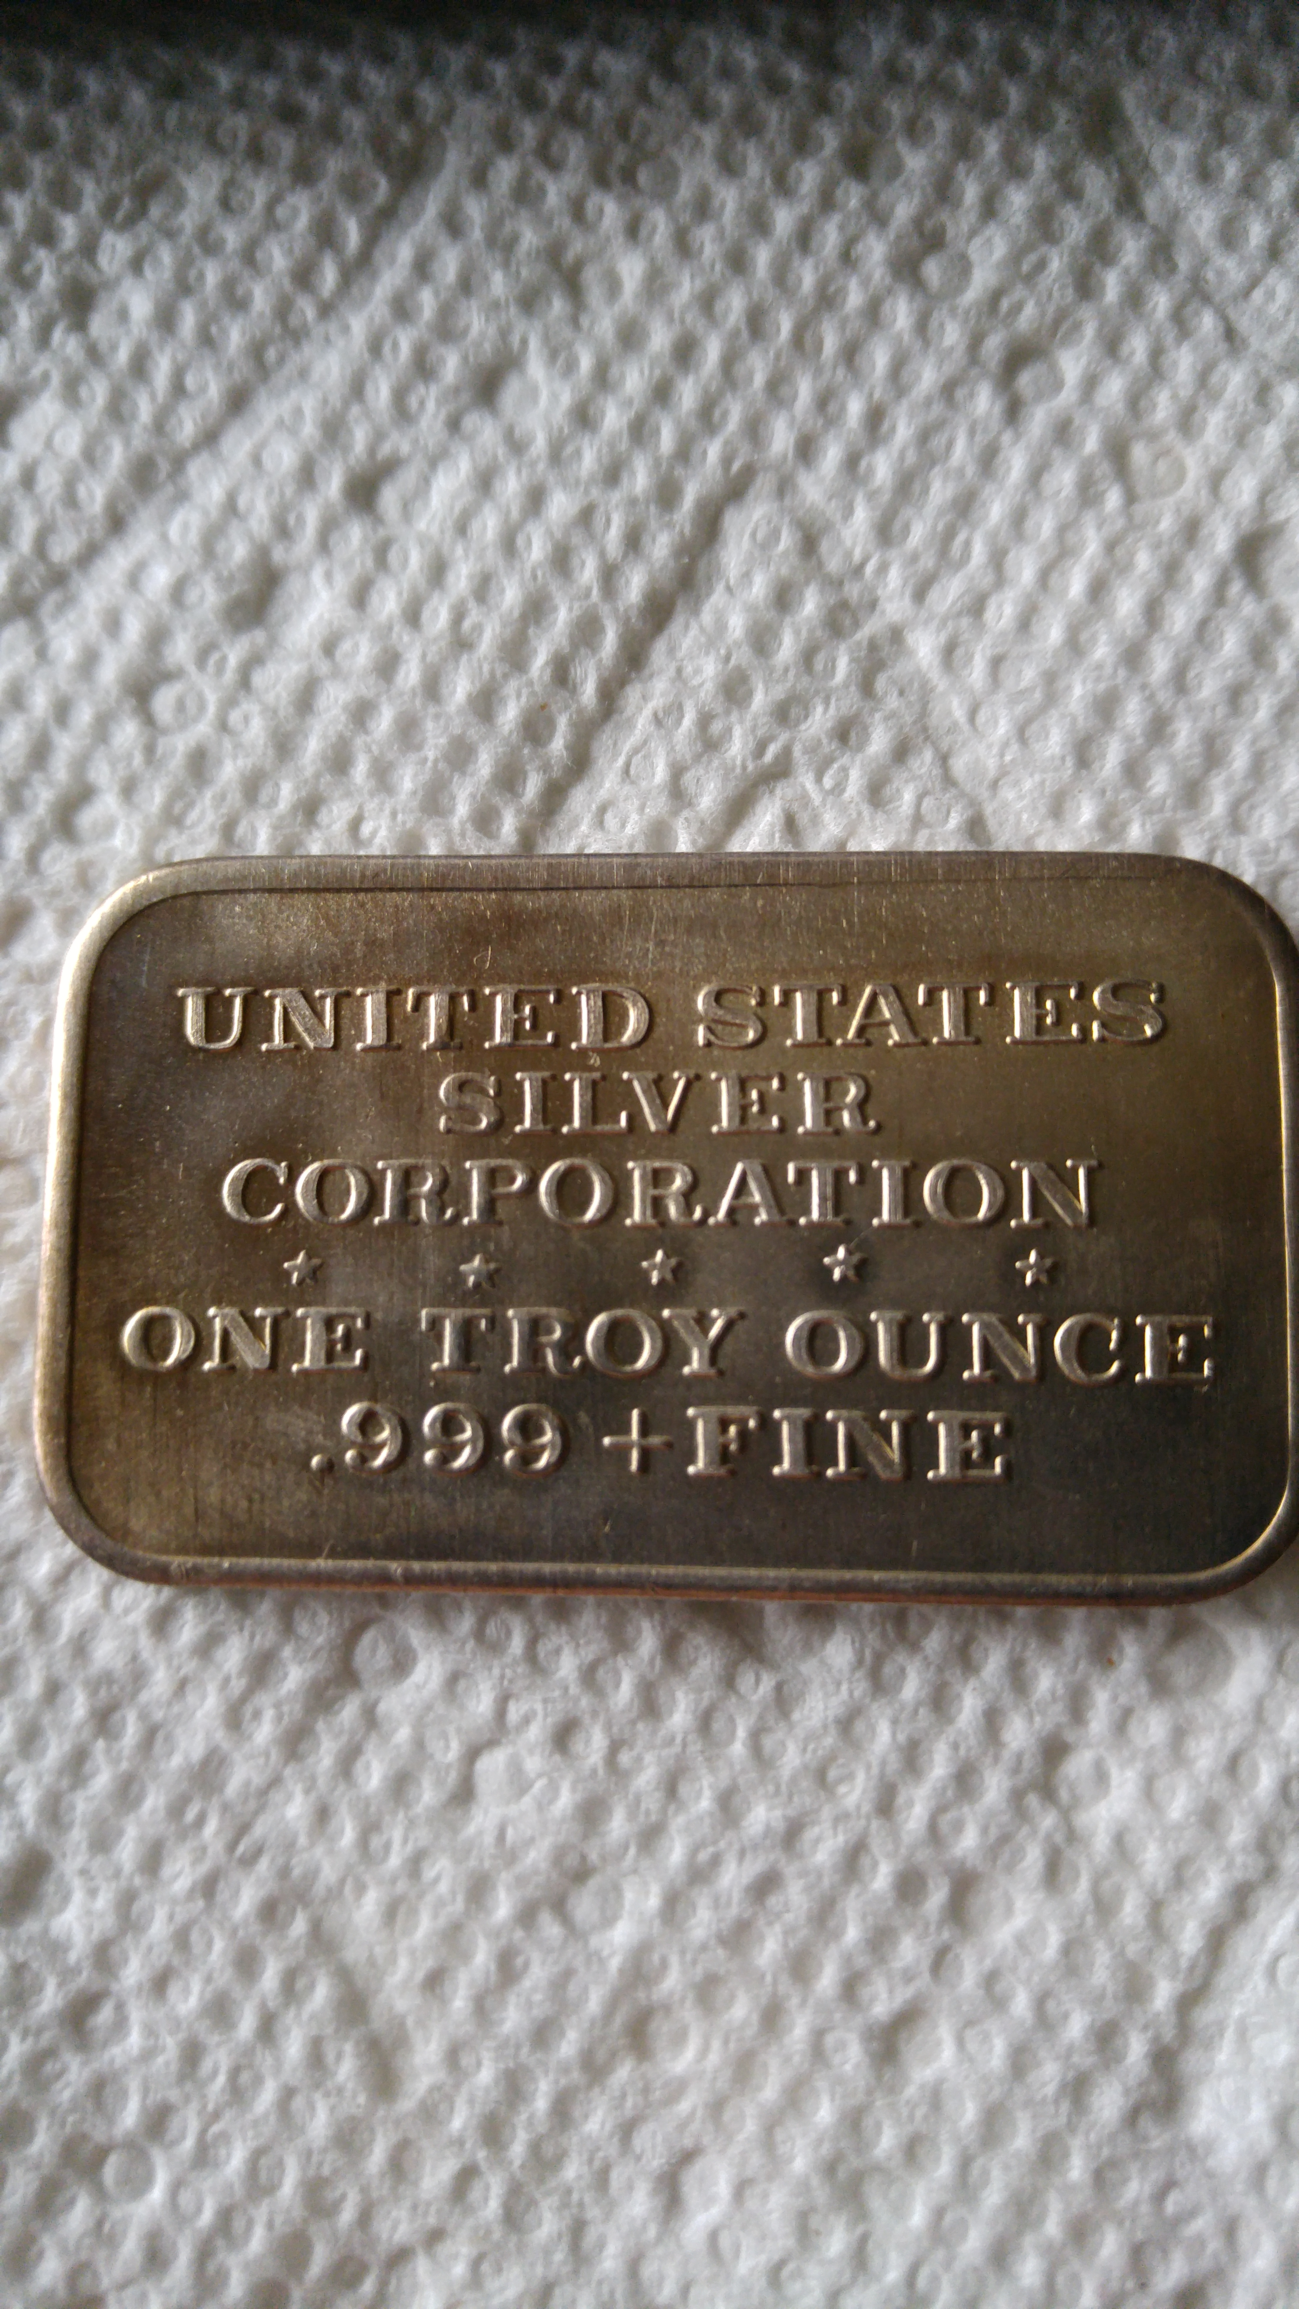 UNITED STATES
SILVER
CORPORATION
ONE TROY OUNCE
.999+FINE